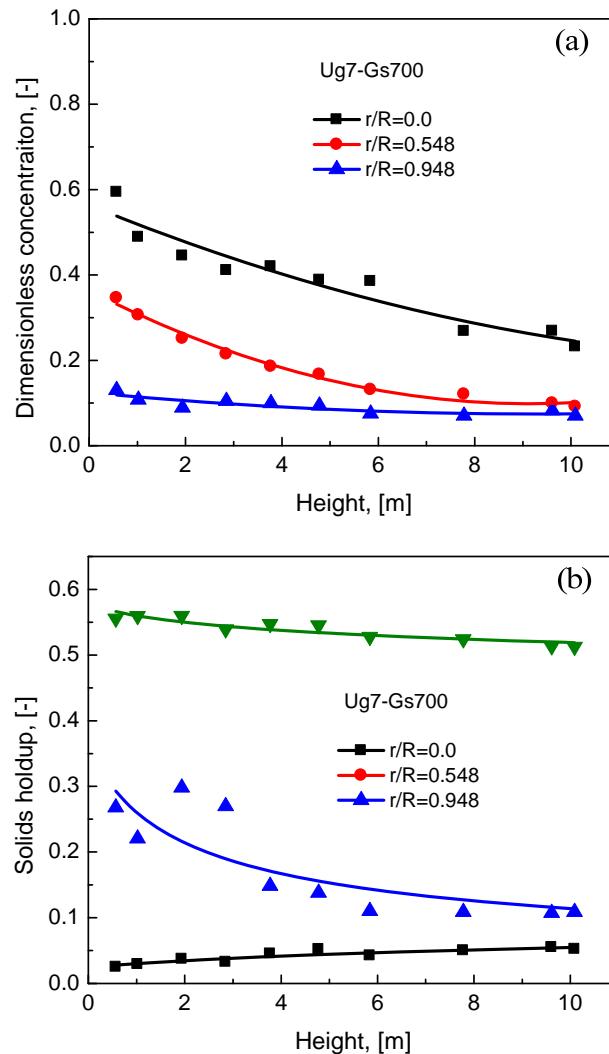 (a)
Ug7-Gs700
r/R=0.0
r/R=0.548
r/R=0.948
1.0
0.8
0.6
0.4
0.2
0.0
Dimensionless concentraiton, [-]
0 2 4 6 8 10
Height, [m]
(b)
Ug7-Gs700
r/R=0.0
r/R=0.548
r/R=0.948
0.6
0.5
0.4
0.3
0.2
0.1
0.0
Solids holdup, [-]
0 2 4 6 8 10
Height, [m]